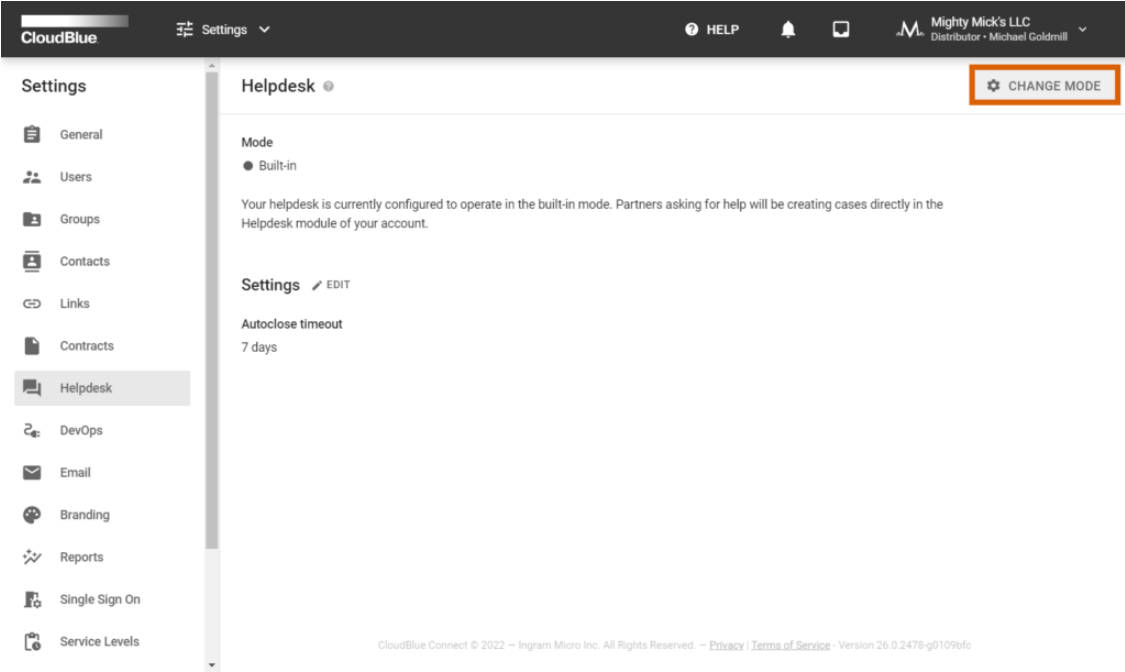 CloudBlue.
Settings
HELP
Mighty Mick's LLC
Distributor • Michael Goldmill
Settings
General
Users
Groups
Contacts
Links
Contracts
Helpdesk
DevOps
Email
Branding
Reports
Single Sign On
Service Levels
Helpdesk
CHANGE MODE
Mode
Built-in
Your helpdesk is currently configured to operate in the built-in mode. Partners asking for help will be creating cases directly in the
Helpdesk module of your account.
Settings EDIT
Autoclose timeout
7 days
CloudBlue Connect © 2022 — Ingram Micro Inc. All Rights Reserved. — Privacy | Terms of Service - Version 26.0.2478-g0109bfc